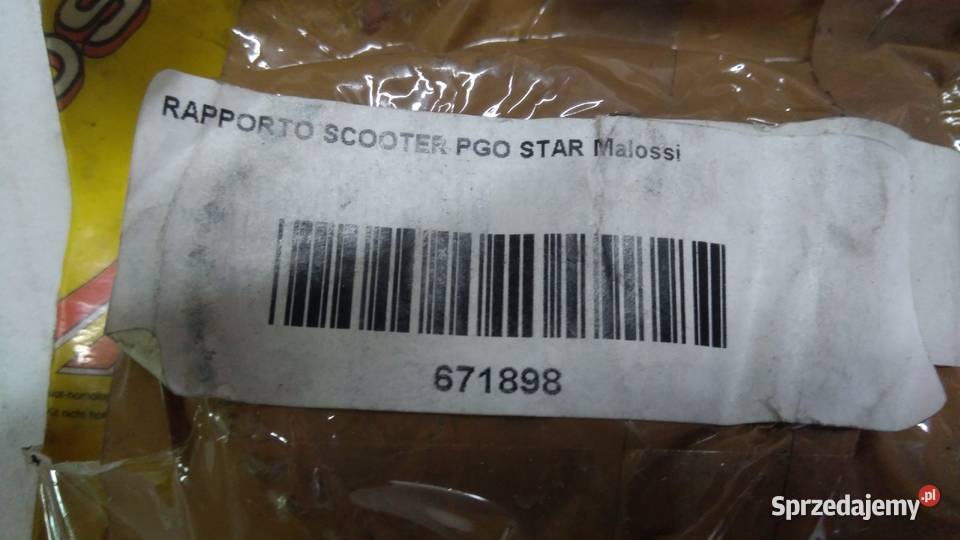 RAPPORTO SCOOTER PGO STAR Malossi
671898
Sprzedajemy.pl